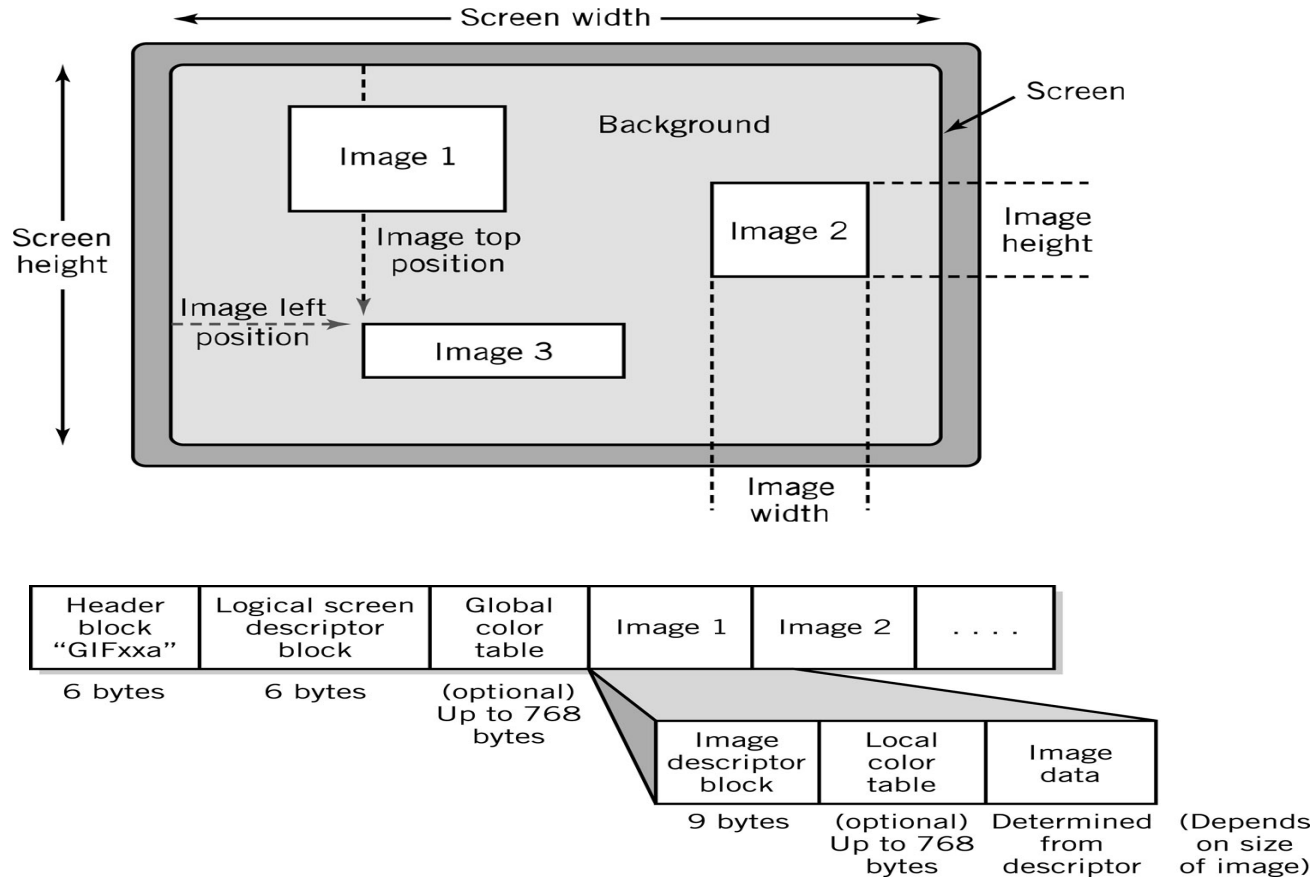 Screen width
Screen
Background
Image 1
Image 2
Image
height
Screen
height
Image top
position
Image left
position
Image 3
Image
width
Header
block
“GIFxxa”
Logical screen
descriptor
block
Global
color
table
Image 1
Image 2
. . . .
6 bytes
6 bytes
(optional)
Up to 768
bytes
Image
descriptor
block
Local
color
table
Image
data
9 bytes
(optional)
Up to 768
bytes
Determined
from
descriptor
(Depends
on size
of image)